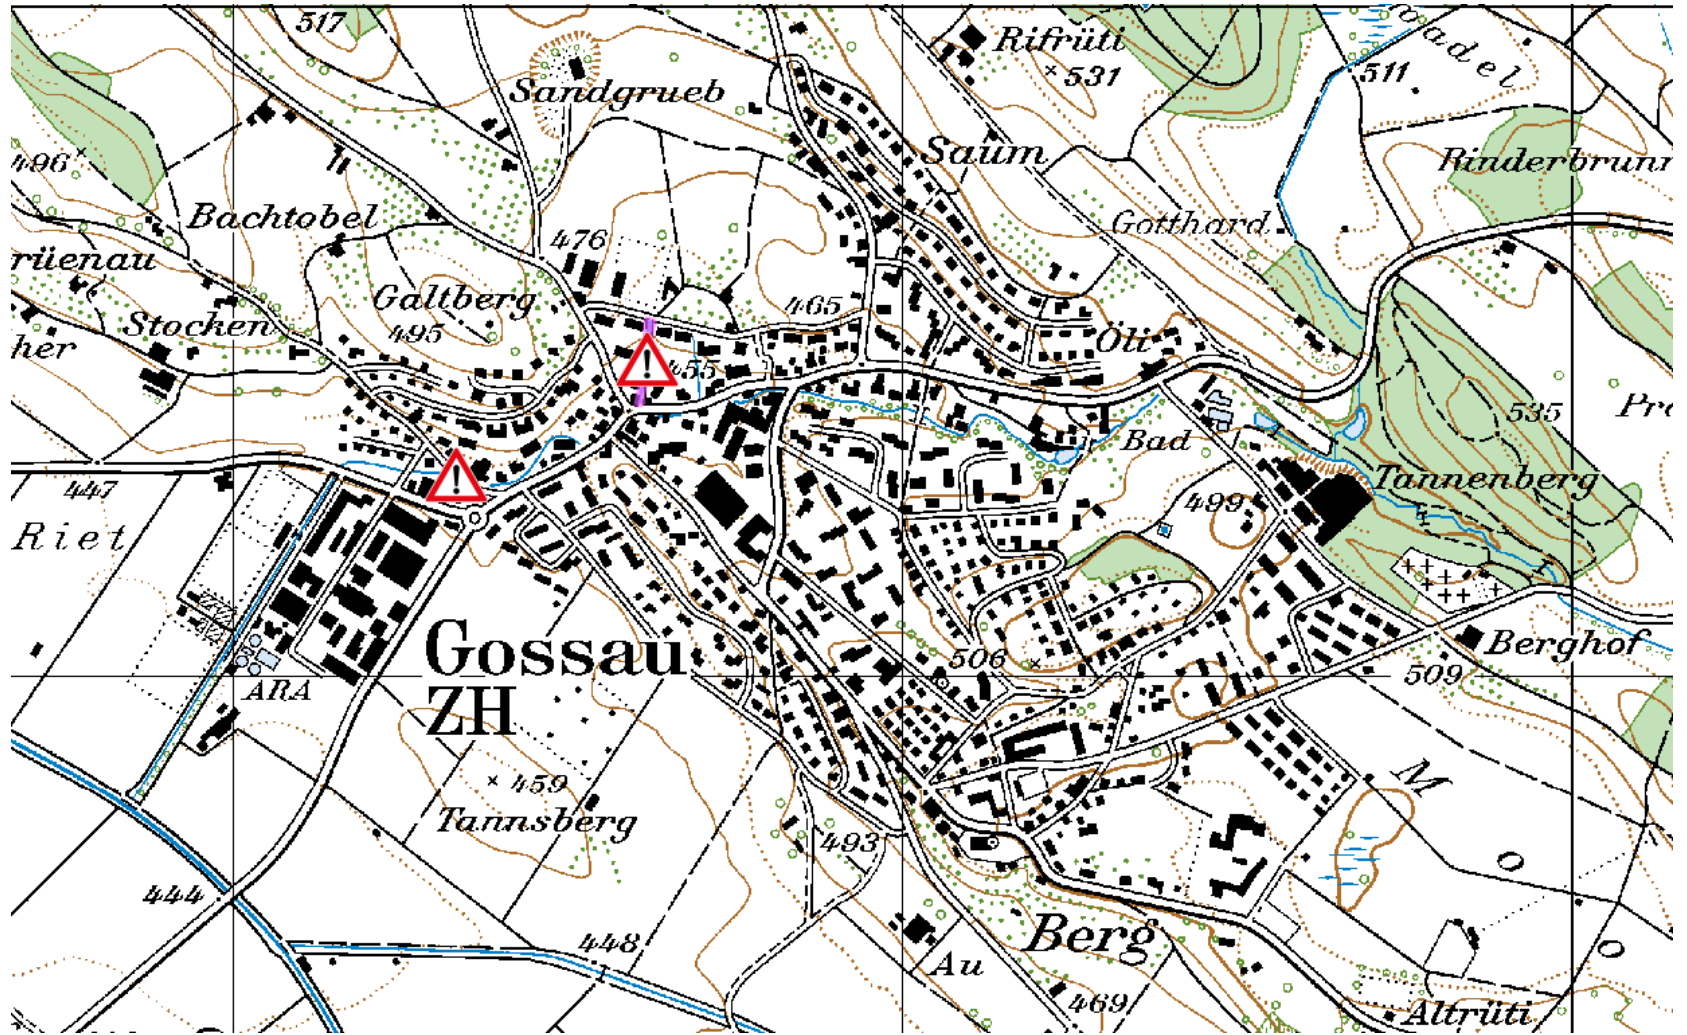 517
Rifrüti
531
511
adel
Sandgrueb
496
Saum
Rinderbrunn
Bachtobel
Gotthard
476
rüenau
Galtberg
465
Stocken
495
her
Öli
455
535
Pro
Bad
447
Tannenberg
499
Riet
Gossau
ZH
506
Berghof
509
ARA
M
459
Tannsberg
493
O
444
448
Berg
O
Au
469
Altrüti